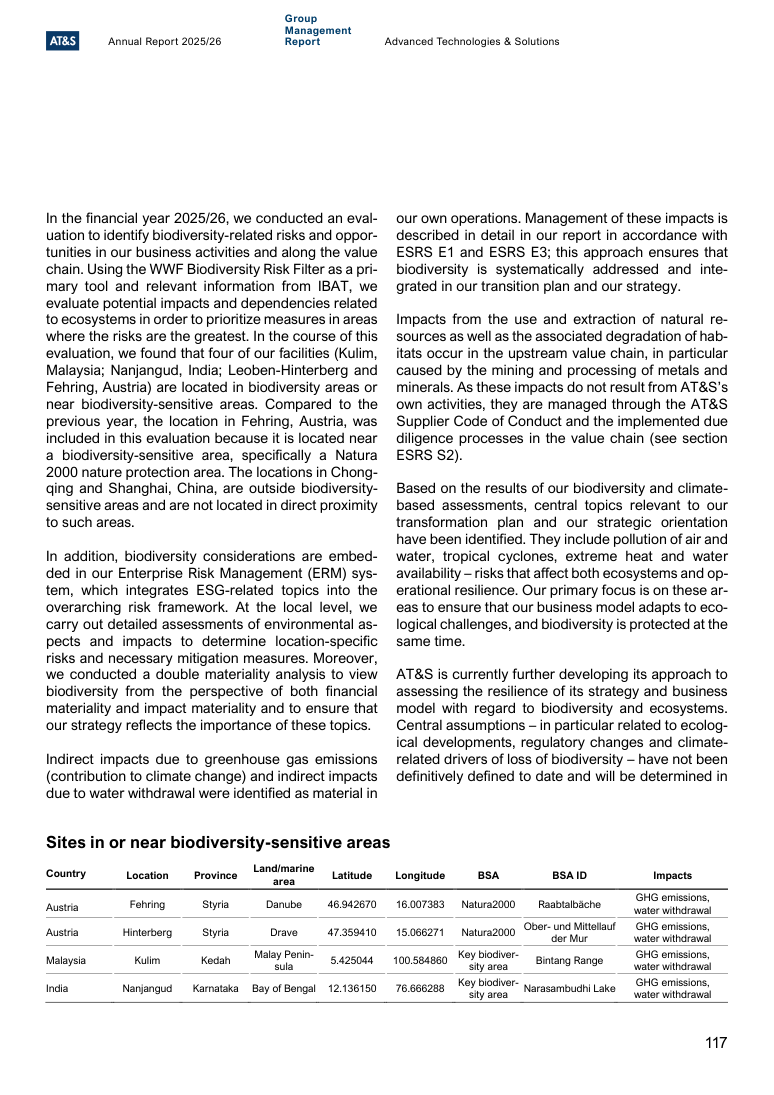 AT&S
Annual Report 2025/26
Group
Management
Report
Advanced Technologies & Solutions
In the financial year 2025/26, we conducted an eval-
uation to identify biodiversity-related risks and oppor-
tunities in our business activities and along the value
chain. Using the WWF Biodiversity Risk Filter as a pri-
mary tool and relevant information from IBAT, we
evaluate potential impacts and dependencies related
to ecosystems in order to prioritize measures in areas
where the risks are the greatest. In the course of this
evaluation, we found that four of our facilities (Kulim,
Malaysia; Nanjangud, India; Leoben-Hinterberg and
Fehring, Austria) are located in biodiversity areas or
near biodiversity-sensitive areas. Compared to the
previous year, the location in Fehring, Austria, was
included in this evaluation because it is located near
a biodiversity-sensitive area, specifically a Natura
2000 nature protection area. The locations in Chong-
qing and Shanghai, China, are outside biodiversity-
sensitive areas and are not located in direct proximity
to such areas.
In addition, biodiversity considerations are embed-
ded in our Enterprise Risk Management (ERM) sys-
tem, which integrates ESG-related topics into the
overarching risk framework. At the local level, we
carry out detailed assessments of environmental as-
pects and impacts to determine location-specific
risks and necessary mitigation measures. Moreover,
we conducted a double materiality analysis to view
biodiversity from the perspective of both financial
materiality and impact materiality and to ensure that
our strategy reflects the importance of these topics.
Indirect impacts due to greenhouse gas emissions
(contribution to climate change) and indirect impacts
due to water withdrawal were identified as material in
our own operations. Management of these impacts is
described in detail in our report in accordance with
ESRS E1 and ESRS E3; this approach ensures that
biodiversity is systematically addressed and inte-
grated in our transition plan and our strategy.
Impacts from the use and extraction of natural re-
sources as well as the associated degradation of hab-
itats occur in the upstream value chain, in particular
caused by the mining and processing of metals and
minerals. As these impacts do not result from AT&S's
own activities, they are managed through the AT&S
Supplier Code of Conduct and the implemented due
diligence processes in the value chain (see section
ESRS S2).
Based on the results of our biodiversity and climate-
based assessments, central topics relevant to our
transformation plan and our strategic orientation
have been identified. They include pollution of air and
water, tropical cyclones, extreme heat and water
availability – risks that affect both ecosystems and op-
erational resilience. Our primary focus is on these ar-
eas to ensure that our business model adapts to eco-
logical challenges, and biodiversity is protected at the
same time.
AT&S is currently further developing its approach to
assessing the resilience of its strategy and business
model with regard to biodiversity and ecosystems.
Central assumptions – in particular related to ecolog-
ical developments, regulatory changes and climate-
related drivers of loss of biodiversity – have not been
definitively defined to date and will be determined in
Sites in or near biodiversity-sensitive areas
Country Location Province Land/marine area Latitude Longitude BSA BSA ID Impacts
Austria Fehring Styria Danube 46.942670 16.007383 Natura2000 Raabtalbäche GHG emissions, water withdrawal
Austria Hinterberg Styria Drave 47.359410 15.066271 Natura2000 Ober- und Mittellauf der Mur GHG emissions, water withdrawal
Malaysia Kulim Kedah Malay Penin-sula 5.425044 100.584860 Key biodiver-sity area Bintang Range GHG emissions, water withdrawal
India Nanjangud Karnataka Bay of Bengal 12.136150 76.666288 Key biodiver-sity area Narasambudhi Lake GHG emissions, water withdrawal
117